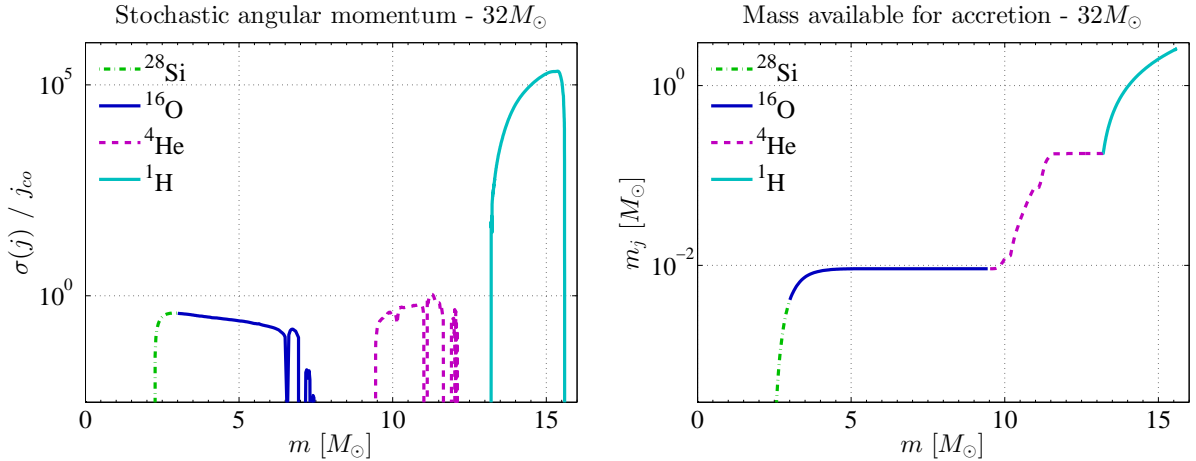 Stochastic angular momentum - 32M⊙
σ(j) / j_co
10^5
10^0
^28Si
^16O
^4He
^1H
0 5 10 15
m [M⊙]
Mass available for accretion - 32M⊙
m_j [M⊙]
10^0
10^−2
^28Si
^16O
^4He
^1H
0 5 10 15
m [M⊙]